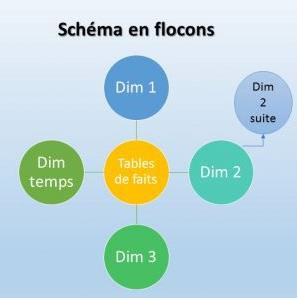 Schéma en flocons
Dim 1
Dim
2
suite
Dim
temps
Tables
de faits
Dim 2
Dim 3